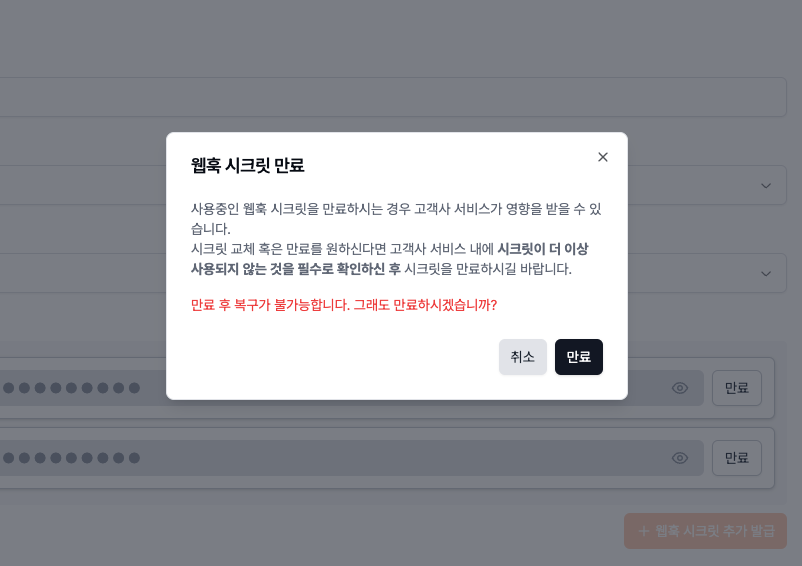 웹훅 시크릿 만료
사용중인 웹훅 시크릿을 만료하시는 경우 고객사 서비스가 영향을 받을 수 있
습니다.
시크릿 교체 혹은 만료를 원하신다면 고객사 서비스 내에 시크릿이 더 이상
사용되지 않는 것을 필수로 확인하신 후 시크릿을 만료하시길 바랍니다.
만료 후 복구가 불가능합니다. 그래도 만료하시겠습니까?
취소
만료
만료
만료
+ 웹훅 시크릿 추가 발급